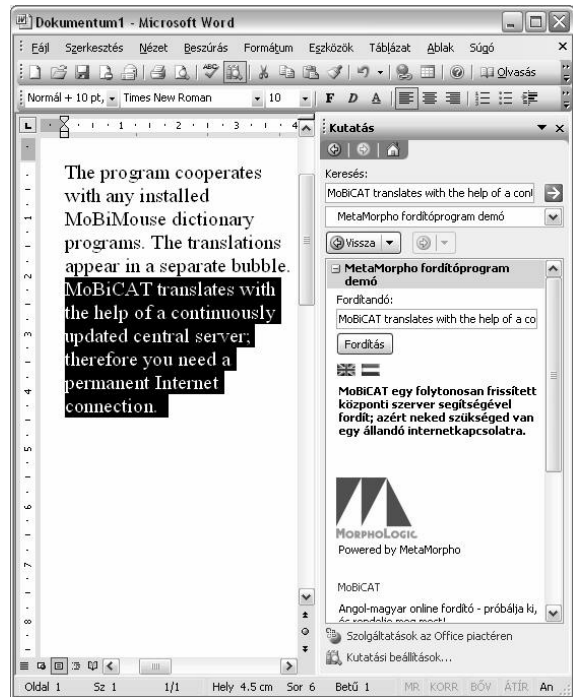 Dokumentum1 - Microsoft Word
Fájl Szerkesztés Nézet Beszúrás Formátum Eszközök Táblázat Ablak Súgó
Olvasás
Normál + 10 pt, Times New Roman 10 F D A
Kutatás
Keresés:
MoBiCAT translates with the help of a cont
MetaMorpho fordítóprogram demó
Vissza
MetaMorpho fordítóprogram
demó
Fordítandó:
MoBiCAT translates with the help of a co
Fordítás
MoBiCAT egy folytonosan frissített
központi szerver segítségével
fordít; azért neked szükséged van
egy állandó internetkapcsolatra.
MORPHOLOGIC
Powered by MetaMorpho
MoBiCAT
Angol-magyar online fordító - próbálja ki,
és rendelje meg most!
Szolgáltatások az Office piactéren
Kutatási beállítások...
The program cooperates
with any installed
MoBiMouse dictionary
programs. The translations
appear in a separate bubble.
MoBiCAT translates with
the help of a continuously
updated central server;
therefore you need a
permanent Internet
connection.
Oldal 1 Sz 1 1/1 Hely 4.5 cm Sor 6 Betű 1 MR KORR BŐV ÁTÍR An